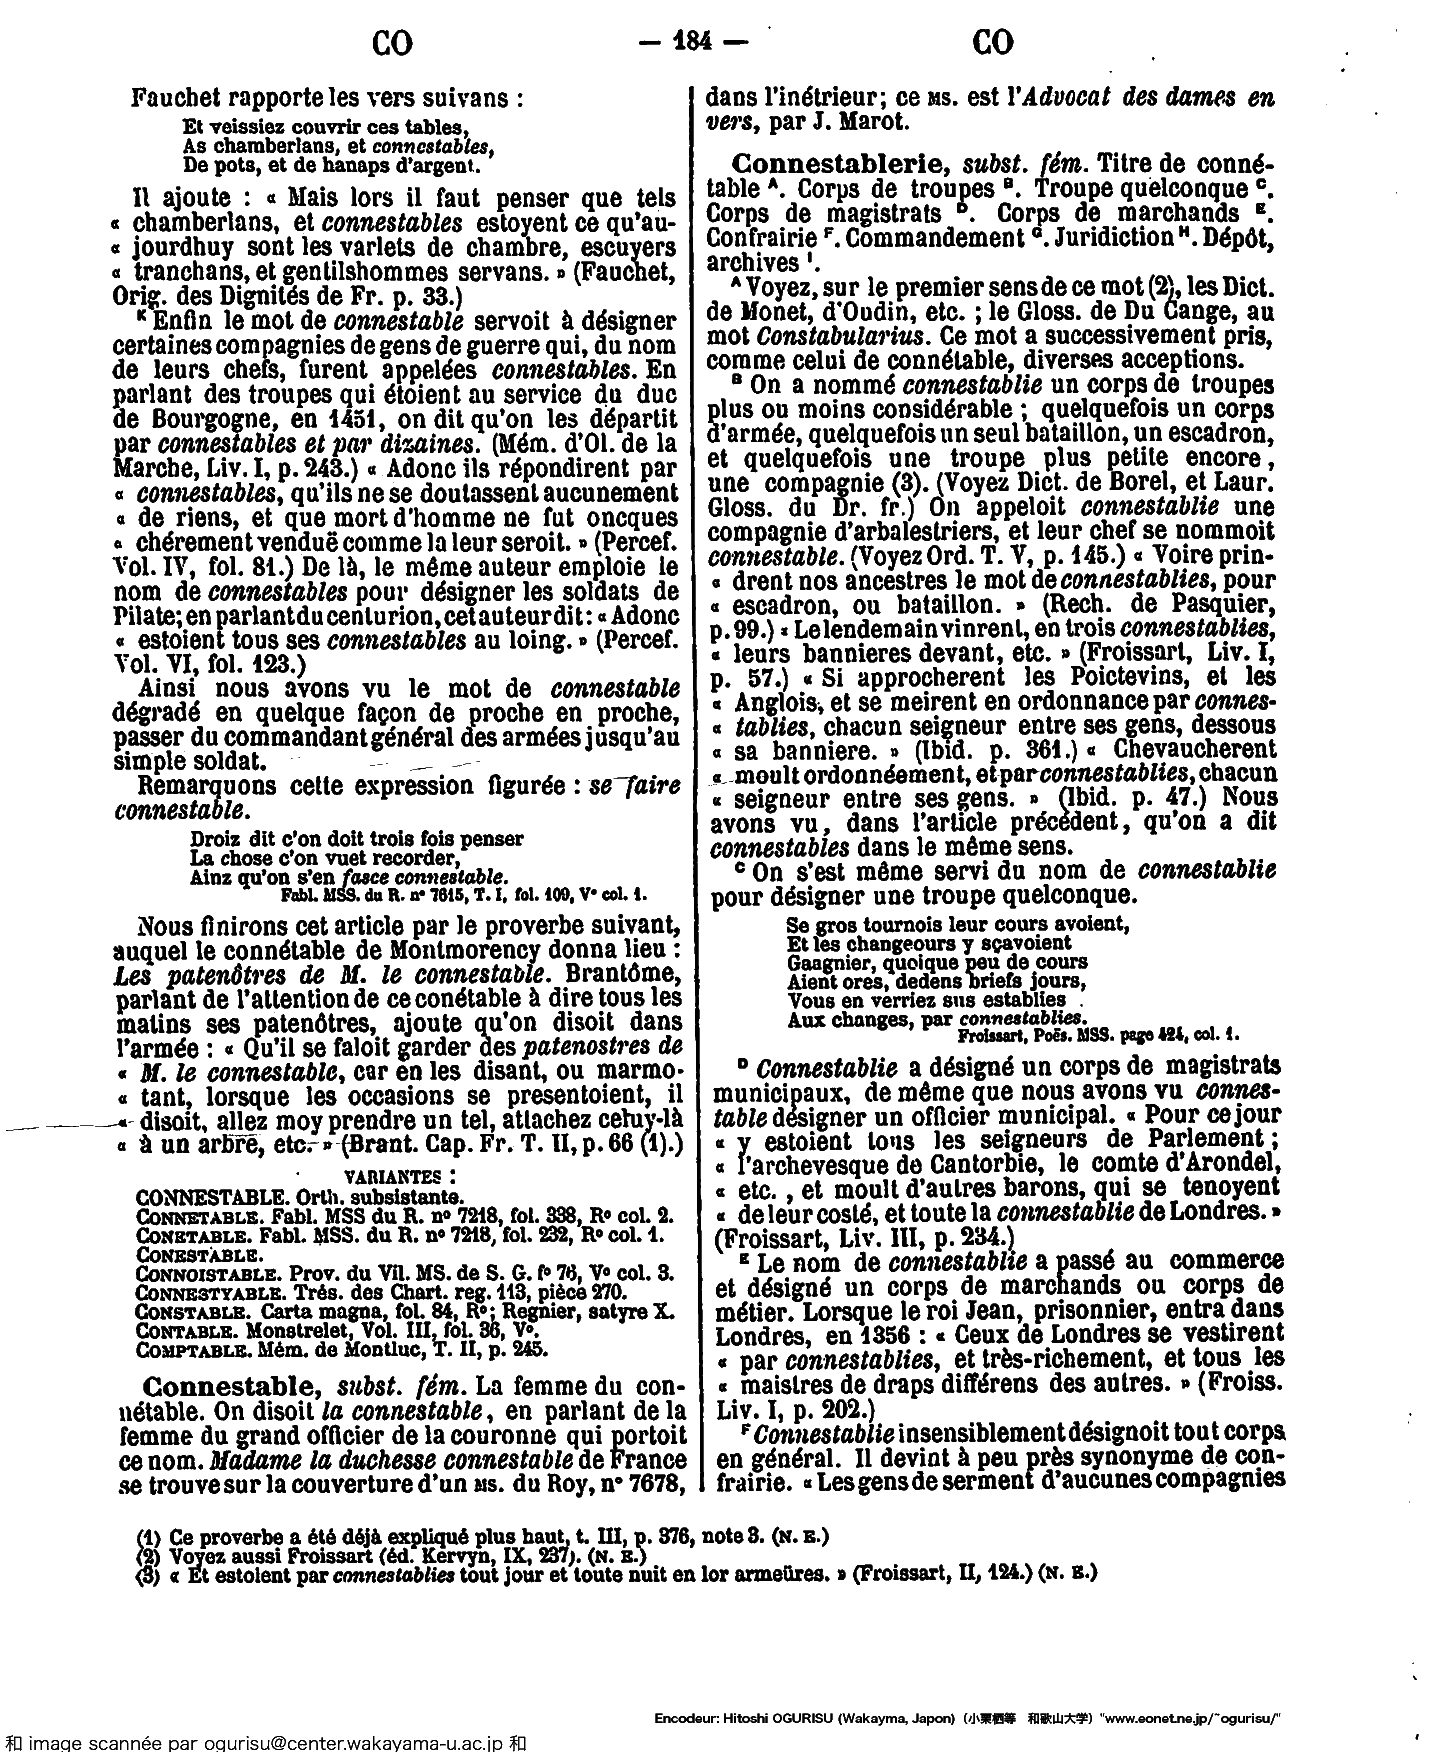 CO — 184 — CO
Fauchet rapporte les vers suivans :
Et veissiez couvrir ces tables,
As chamberlans, et connestables,
De pots, et de hanaps d'argent.
Il ajoute : « Mais lors il faut penser que tels
« chamberlans, et connestables estoyent ce qu'au-
« jourdhuy sont les varlets de chambre, escuyers
« tranchans, et gentilshommes servans. » (Fauchet,
Orig. des Dignités de Fr. p. 33.)
K Enfin le mot de connestable servoit à désigner
certaines compagnies de gens de guerre qui, du nom
de leurs chefs, furent appelées connestables. En
parlant des troupes qui étoient au service du duc
de Bourgogne, en 1451, on dit qu'on les départit
par connestables et par dizaines. (Mém. d'Ol. de la
Marche, Liv. I, p. 243.) « Adonc ils répondirent par
« connestables, qu'ils ne se doutassent aucunement
« de riens, et que mort d'homme ne fut oncques
« chérement venduë comme la leur seroit. » (Percef.
Vol. IV, fol. 81.) De là, le même auteur emploie le
nom de connestables pour désigner les soldats de
Pilate; en parlant du centurion, cet auteur dit : « Adonc
« estoient tous ses connestables au loing. » (Percef.
Vol. VI, fol. 123.)
Ainsi nous avons vu le mot de connestable
dégradé en quelque façon de proche en proche,
passer du commandant général des armées jusqu'au
simple soldat.
Remarquons cette expression figurée : se faire
connestable.
Droiz dit c'on doit trois fois penser
La chose c'on vuet recorder,
Ainz qu'on s'en fasce connestable.
Fabl. MSS. du R. nº 7615, T. I, fol. 109, Vº col. 1.
Nous finirons cet article par le proverbe suivant,
auquel le connétable de Montmorency donna lieu :
Les patenôtres de M. le connestable. Brantôme,
parlant de l'attention de ce conétable à dire tous les
matins ses patenôtres, ajoute qu'on disoit dans
l'armée : « Qu'il se faloit garder des patenostres de
« M. le connestable, car en les disant, ou marmo-
« tant, lorsque les occasions se presentoient, il
« disoit, allez moy prendre un tel, attachez celuy-là
« à un arbre, etc. » (Brant. Cap. Fr. T. II, p. 66 (1).)
VARIANTES :
CONNESTABLE. Orth. subsistante.
CONNETABLE. Fabl. MSS du R. nº 7218, fol. 338, Rº col. 2.
CONETABLE. Fabl. MSS. du R. nº 7218, fol. 232, Rº col. 1.
CONESTABLE.
CONNOISTABLE. Prov. du Vil. MS. de S. G. fº 76, Vº col. 3.
CONNESTYABLE. Trés. des Chart. reg. 113, pièce 270.
CONSTABLE. Carta magna, fol. 84, Rº; Regnier, satyre X.
CONTABLE. Monstrelet, Vol. III, fol. 36, Vº.
COMPTABLE. Mém. de Montluc, T. II, p. 245.
Connestable, subst. fém. La femme du con-
nétable. On disoit la connestable, en parlant de la
femme du grand officier de la couronne qui portoit
ce nom. Madame la duchesse connestable de France
se trouve sur la couverture d'un MS. du Roy, nº 7678,
dans l'inétrieur; ce MS. est l'Advocat des dames en
vers, par J. Marot.
Connestablerie, subst. fém. Titre de conné-
table A. Corps de troupes B. Troupe quelconque C.
Corps de magistrats D. Corps de marchands E.
Confrairie F. Commandement G. Juridiction H. Dépôt,
archives I.
A Voyez, sur le premier sens de ce mot (2), les Dict.
de Monet, d'Oudin, etc. ; le Gloss. de Du Cange, au
mot Constabularius. Ce mot a successivement pris,
comme celui de connétable, diverses acceptions.
B On a nommé connestablie un corps de troupes
plus ou moins considérable ; quelquefois un corps
d'armée, quelquefois un seul bataillon, un escadron,
et quelquefois une troupe plus petite encore,
une compagnie (3). (Voyez Dict. de Borel, et Laur.
Gloss. du Dr. fr.) On appeloit connestablie une
compagnie d'arbalestriers, et leur chef se nommoit
connestable. (Voyez Ord. T. V, p. 145.) « Voire prin-
« drent nos ancestres le mot de connestablies, pour
« escadron, ou bataillon. » (Rech. de Pasquier,
p. 99.) « Le lendemain vinrent, en trois connestablies,
« leurs bannieres devant, etc. » (Froissart, Liv. I,
p. 57.) « Si approcherent les Poictevins, et les
« Anglois, et se meirent en ordonnance par connes-
« tablies, chacun seigneur entre ses gens, dessous
« sa banniere. » (Ibid. p. 361.) « Chevaucherent
« moult ordonnéement, et par connestablies, chacun
« seigneur entre ses gens. » (Ibid. p. 47.) Nous
avons vu, dans l'article précédent, qu'on a dit
connestables dans le même sens.
C On s'est même servi du nom de connestablie
pour désigner une troupe quelconque.
Se gros tournois leur cours avoient,
Et les changeours y sçavoient
Gaagnier, quoique peu de cours
Aient ores, dedens briefs jours,
Vous en verriez sus establies
Aux changes, par connestablies.
Froissart, Poës. MSS. page 424, col. 1.
D Connestablie a désigné un corps de magistrats
municipaux, de même que nous avons vu connes-
table désigner un officier municipal. « Pour ce jour
« y estoient tous les seigneurs de Parlement ;
« l'archevesque de Cantorbie, le comte d'Arondel,
« etc. , et moult d'autres barons, qui se tenoyent
« de leur costé, et toute la connestablie de Londres. »
(Froissart, Liv. III, p. 234.)
E Le nom de connestablie a passé au commerce
et désigné un corps de marchands ou corps de
métier. Lorsque le roi Jean, prisonnier, entra dans
Londres, en 1356 : « Ceux de Londres se vestirent
« par connestablies, et très-richement, et tous les
« maistres de draps différens des autres. » (Froiss.
Liv. I, p. 202.)
F Connestablie insensiblement désignoit tout corps
en général. Il devint à peu près synonyme de con-
frairie. « Les gens de serment d'aucunes compagnies
(1) Ce proverbe a été déjà expliqué plus haut, t. III, p. 376, note 3. (N. E.)
(2) Voyez aussi Froissart (éd. Kervyn, IX, 237). (N. E.)
(3) « Et estoient par connestablies tout jour et toute nuit en lor armeüres. » (Froissart, II, 124.) (N. E.)
Encodeur: Hitoshi OGURISU (Wakayma, Japon) (小栗栖等 和歌山大学) "www.eonet.ne.jp/~ogurisu/"
和 image scannée par ogurisu@center.wakayama-u.ac.jp 和